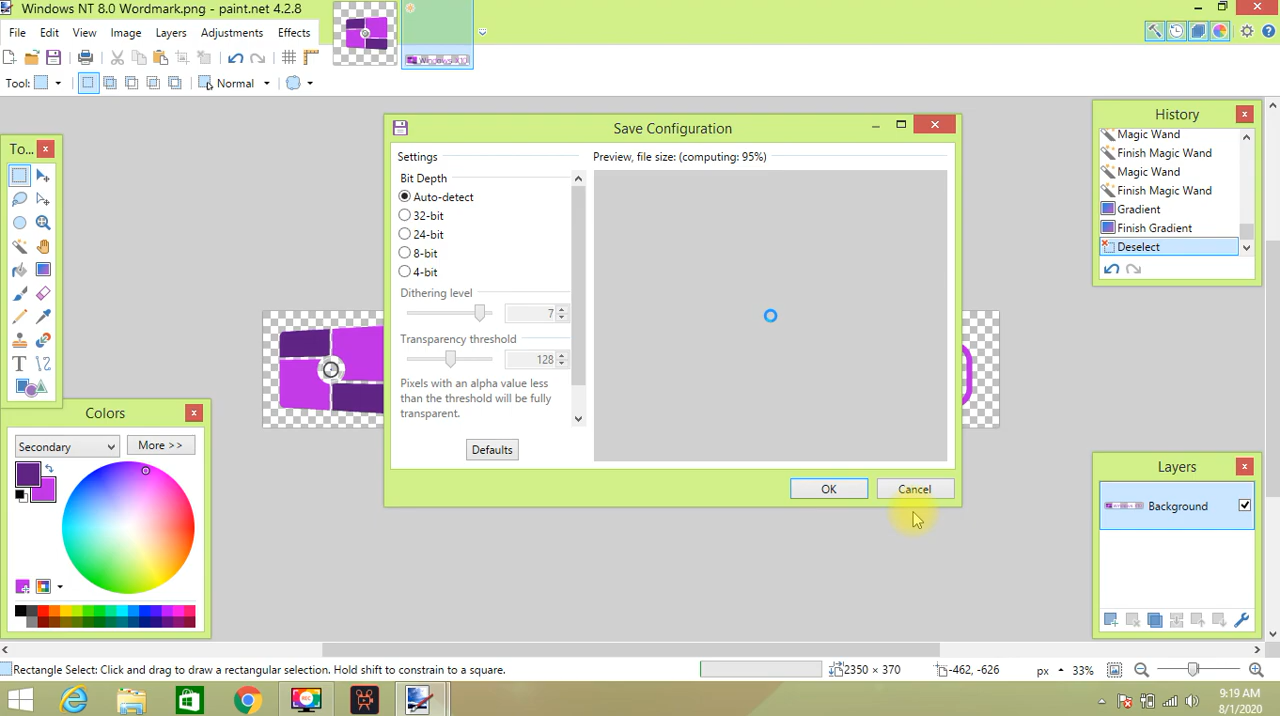 Windows NT 8.0 Wordmark.png - paint.net 4.2.8
File Edit View Image Layers Adjustments Effects
Tool: Normal
Save Configuration
Settings
Preview, file size: (computing: 95%)
Bit Depth
Auto-detect
32-bit
24-bit
8-bit
4-bit
Dithering level
7
Transparency threshold
128
Pixels with an alpha value less
than the threshold will be fully
transparent.
Defaults
OK
Cancel
To...
History
Magic Wand
Finish Magic Wand
Magic Wand
Finish Magic Wand
Gradient
Finish Gradient
Deselect
Colors
Secondary
More >>
Layers
Background
Rectangle Select: Click and drag to draw a rectangular selection. Hold shift to constrain to a square.
2350 × 370
-462, -626
px
33%
9:19 AM
8/1/2020